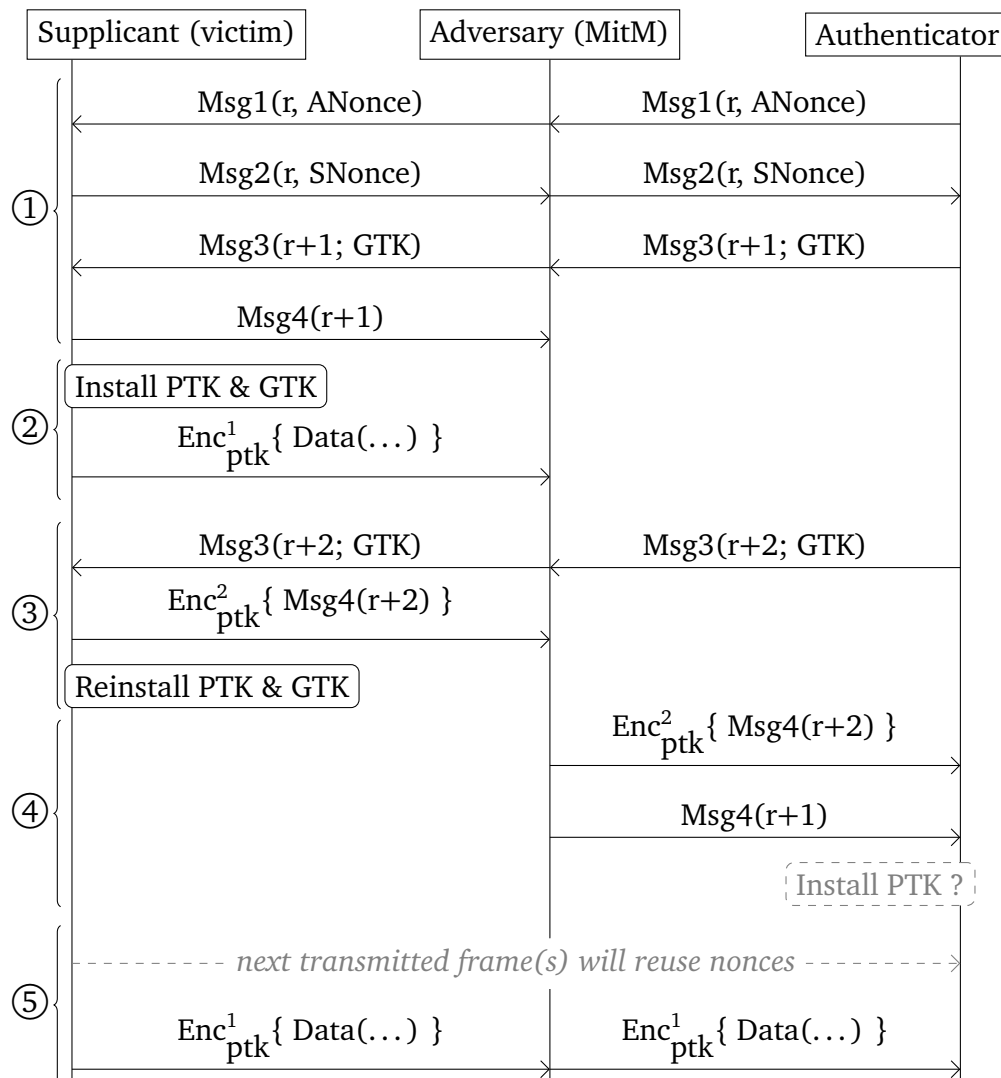 Supplicant (victim)
Adversary (MitM)
Authenticator
①
Msg1(r, ANonce)
Msg1(r, ANonce)
Msg2(r, SNonce)
Msg2(r, SNonce)
Msg3(r+1; GTK)
Msg3(r+1; GTK)
Msg4(r+1)
②
Install PTK & GTK
Enc¹ptk{ Data(...) }
③
Msg3(r+2; GTK)
Msg3(r+2; GTK)
Enc²ptk{ Msg4(r+2) }
Reinstall PTK & GTK
④
Enc²ptk{ Msg4(r+2) }
Msg4(r+1)
Install PTK ?
⑤
next transmitted frame(s) will reuse nonces
Enc¹ptk{ Data(...) }
Enc¹ptk{ Data(...) }